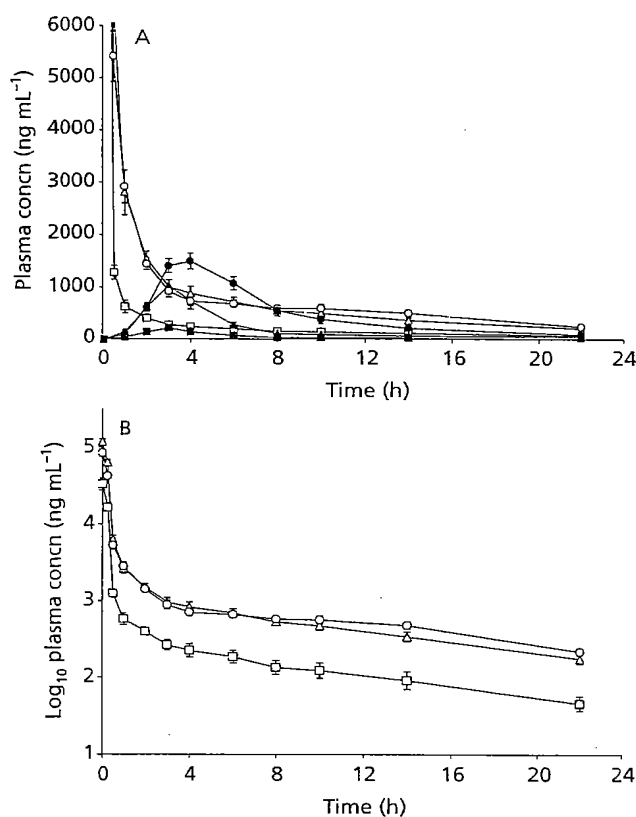 A
6000
5000
4000
3000
2000
1000
0
Plasma concn (ng mL⁻¹)
0 4 8 12 16 20 24
Time (h)
B
5
4
3
2
1
Log₁₀ plasma concn (ng mL⁻¹)
0 4 8 12 16 20 24
Time (h)